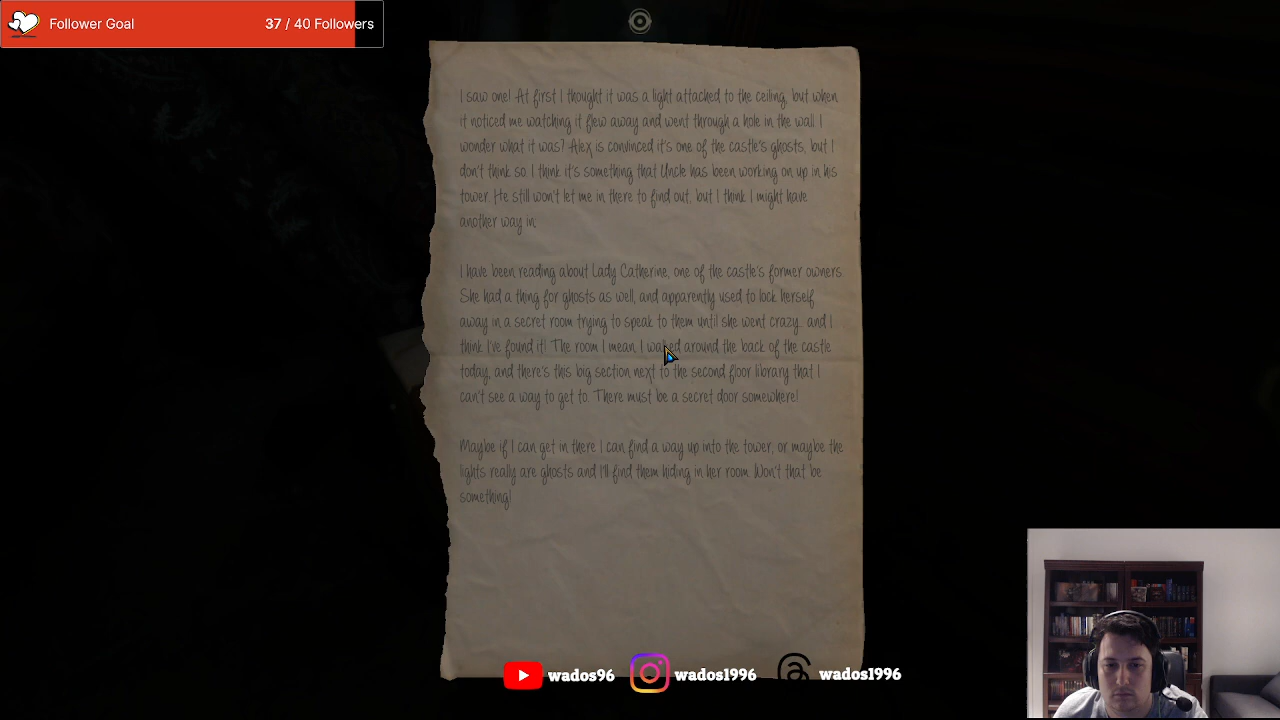 Follower Goal
37 / 40 Followers
I saw one! At first I thought it was a light attached to the ceiling, but when
it noticed me watching it flew away and went through a hole in the wall. I
wonder what it was? Alex is convinced it's one of the castle's ghosts, but I
don't think so. I think it's something that Uncle has been working on up in his
tower. He still won't let me in there to find out, but I think I might have
another way in.
I have been reading about Lady Catherine, one of the castle's former owners.
She had a thing for ghosts as well, and apparently used to lock herself
away in a secret room trying to speak to them until she went crazy... and I
think I've found it! The room I mean. I around the back of the castle
today, and there's this big section next to the second floor library that I
can't see a way to get to. There must be a secret door somewhere!
Maybe if I can get in there I can find a way up into the tower, or maybe the
lights really are ghosts and I'll find them hiding in her room. Won't that be
something!
wados96
wados1996
wados1996